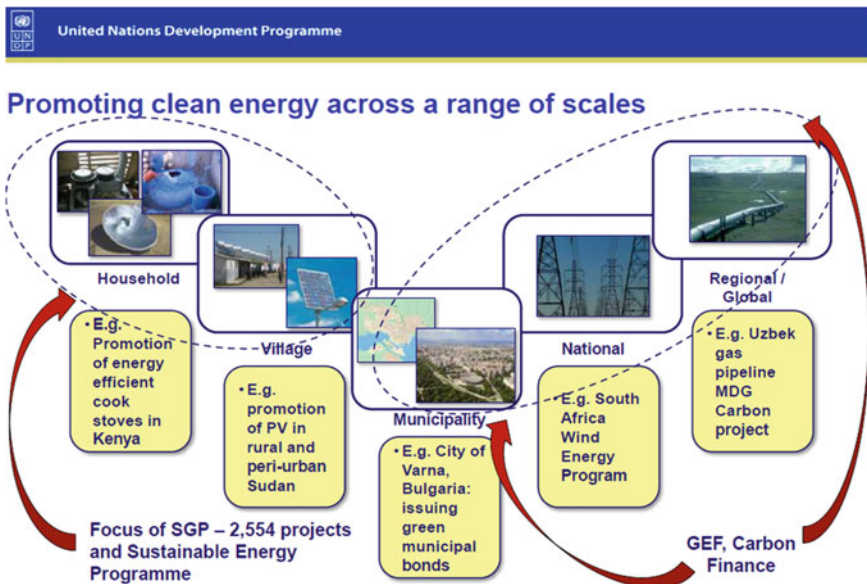 UN
DP
United Nations Development Programme
Promoting clean energy across a range of scales
Household
• E.g.
Promotion
of energy
efficient
cook
stoves in
Kenya
Village
• E.g.
promotion
of PV in
rural and
peri-urban
Sudan
Municipality
• E.g. City of
Varna,
Bulgaria:
issuing
green
municipal
bonds
National
• E.g. South
Africa
Wind
Energy
Program
Regional /
Global
• E.g. Uzbek
gas
pipeline
MDG
Carbon
project
Focus of SGP – 2,554 projects
and Sustainable Energy
Programme
GEF, Carbon
Finance